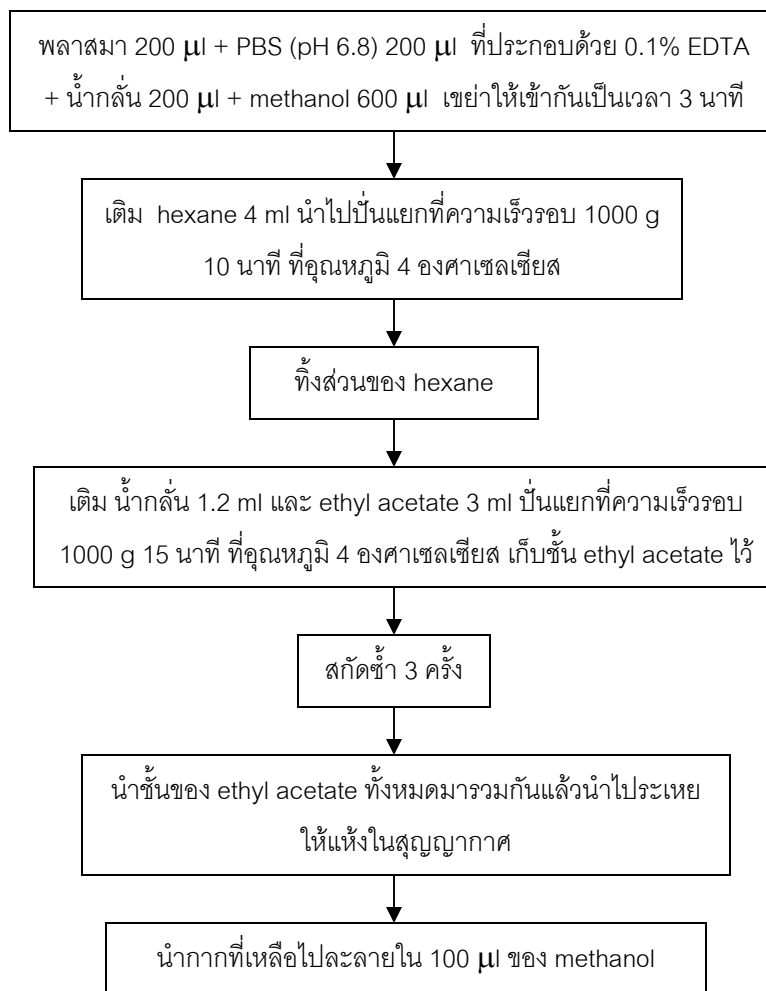 พลาสมา 200 μl + PBS (pH 6.8) 200 μl ที่ประกอบด้วย 0.1% EDTA
+ น้ำกลั่น 200 μl + methanol 600 μl เขย่าให้เข้ากันเป็นเวลา 3 นาที
เติม hexane 4 ml นำไปปั่นแยกที่ความเร็วรอบ 1000 g
10 นาที ที่อุณหภูมิ 4 องศาเซลเซียส
ทิ้งส่วนของ hexane
เติม น้ำกลั่น 1.2 ml และ ethyl acetate 3 ml ปั่นแยกที่ความเร็วรอบ
1000 g 15 นาที ที่อุณหภูมิ 4 องศาเซลเซียส เก็บชั้น ethyl acetate ไว้
สกัดซ้ำ 3 ครั้ง
นำชั้นของ ethyl acetate ทั้งหมดมารวมกันแล้วนำไประเหย
ให้แห้งในสุญญากาศ
นำกากที่เหลือไปละลายใน 100 μl ของ methanol